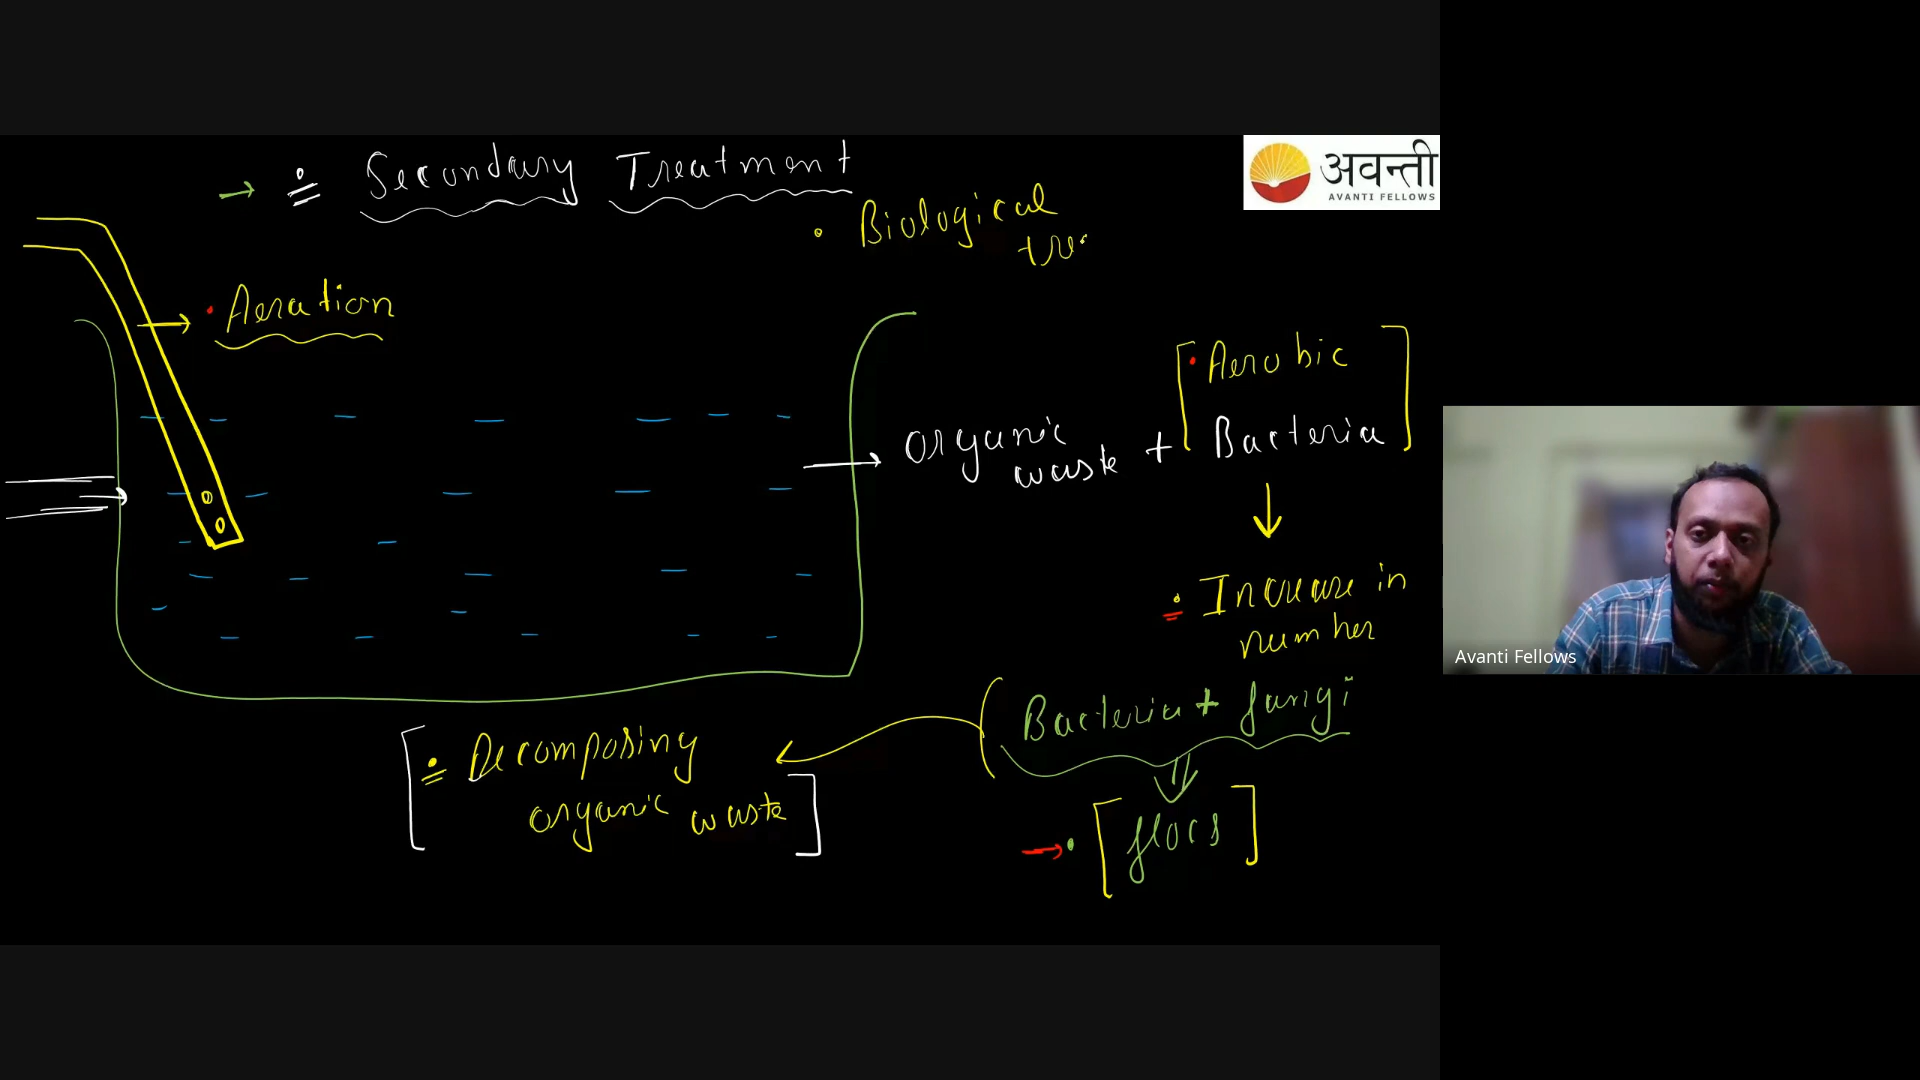 Secondary Treatment
अवन्ती
AVANTI FELLOWS
Biological
tre
Aeration
Aerobic
organic waste + Bacteria
Increase in
number
Bacteria + fungi
Decomposing
organic waste
flocs
Avanti Fellows